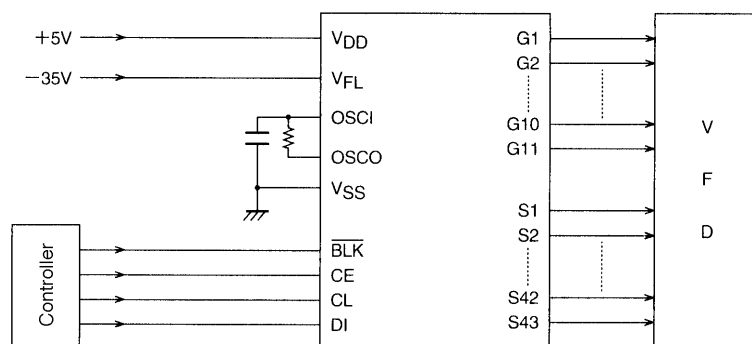 +5V
−35V
VDD
VFL
OSCI
OSCO
VSS
Controller
BLK
CE
CL
DI
G1
G2
G10
G11
S1
S2
S42
S43
V
F
D